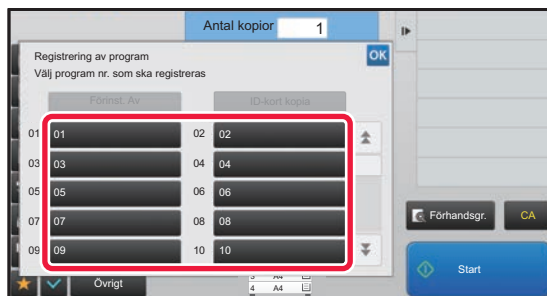 Antal kopior 1
Registrering av program
OK
Välj program nr. som ska registreras
Förinst. Av ID-kort kopia
01 01 02 02
03 03 04 04
05 05 06 06
07 07 08 08
09 09 10 10
Förhandsgr. CA
Övrigt
3 A4
4 A4
Start